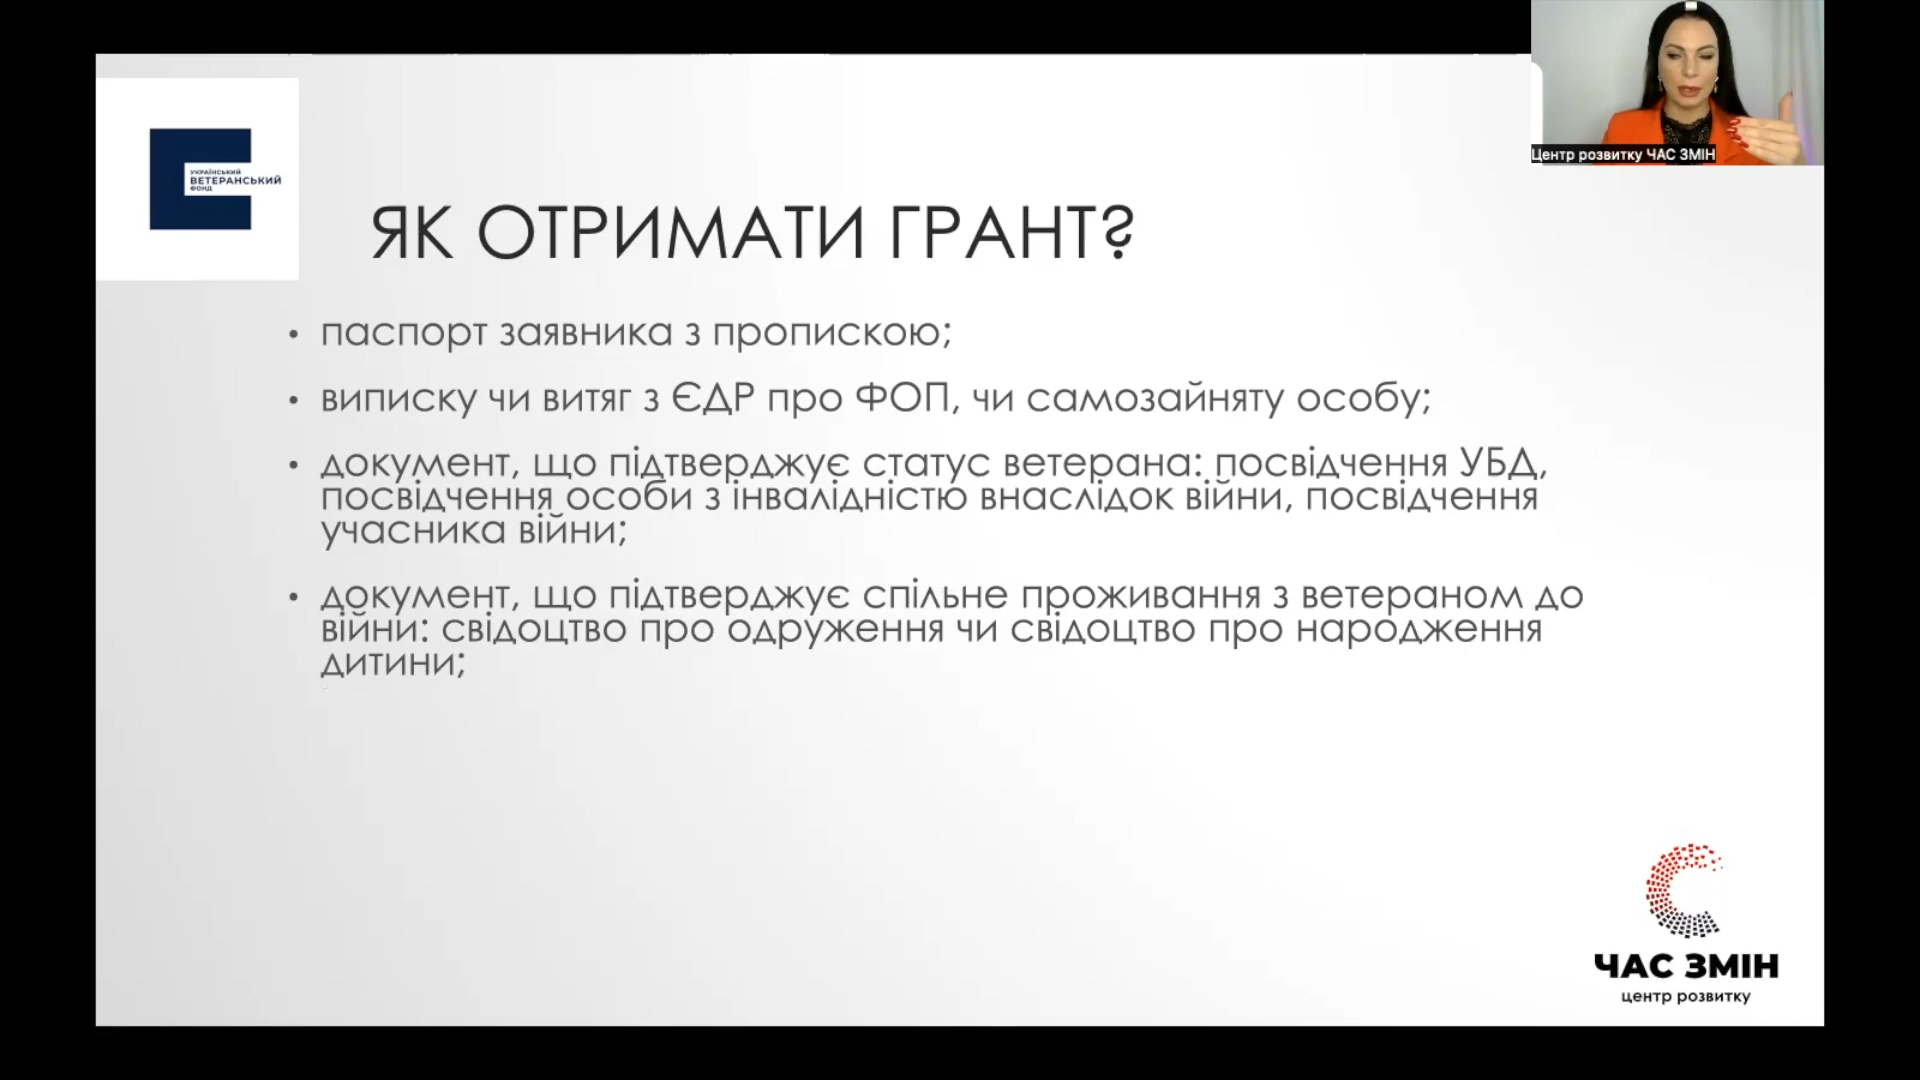 Центр розвитку ЧАС ЗМІН
УКРАЇНСЬКИЙ
ВЕТЕРАНСЬКИЙ
ФОНД
ЯК ОТРИМАТИ ГРАНТ?
• паспорт заявника з пропискою;
• виписку чи витяг з ЄДР про ФОП, чи самозайняту особу;
• документ, що підтверджує статус ветерана: посвідчення УБД,
посвідчення особи з інвалідністю внаслідок війни, посвідчення
учасника війни;
• документ, що підтверджує спільне проживання з ветераном до
війни: свідоцтво про одруження чи свідоцтво про народження
дитини;
ЧАС ЗМІН
центр розвитку